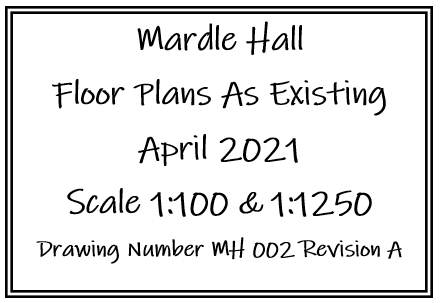 Mardle Hall
Floor Plans As Existing
April 2021
Scale 1:100 & 1:1250
Drawing Number MH 002 Revision A